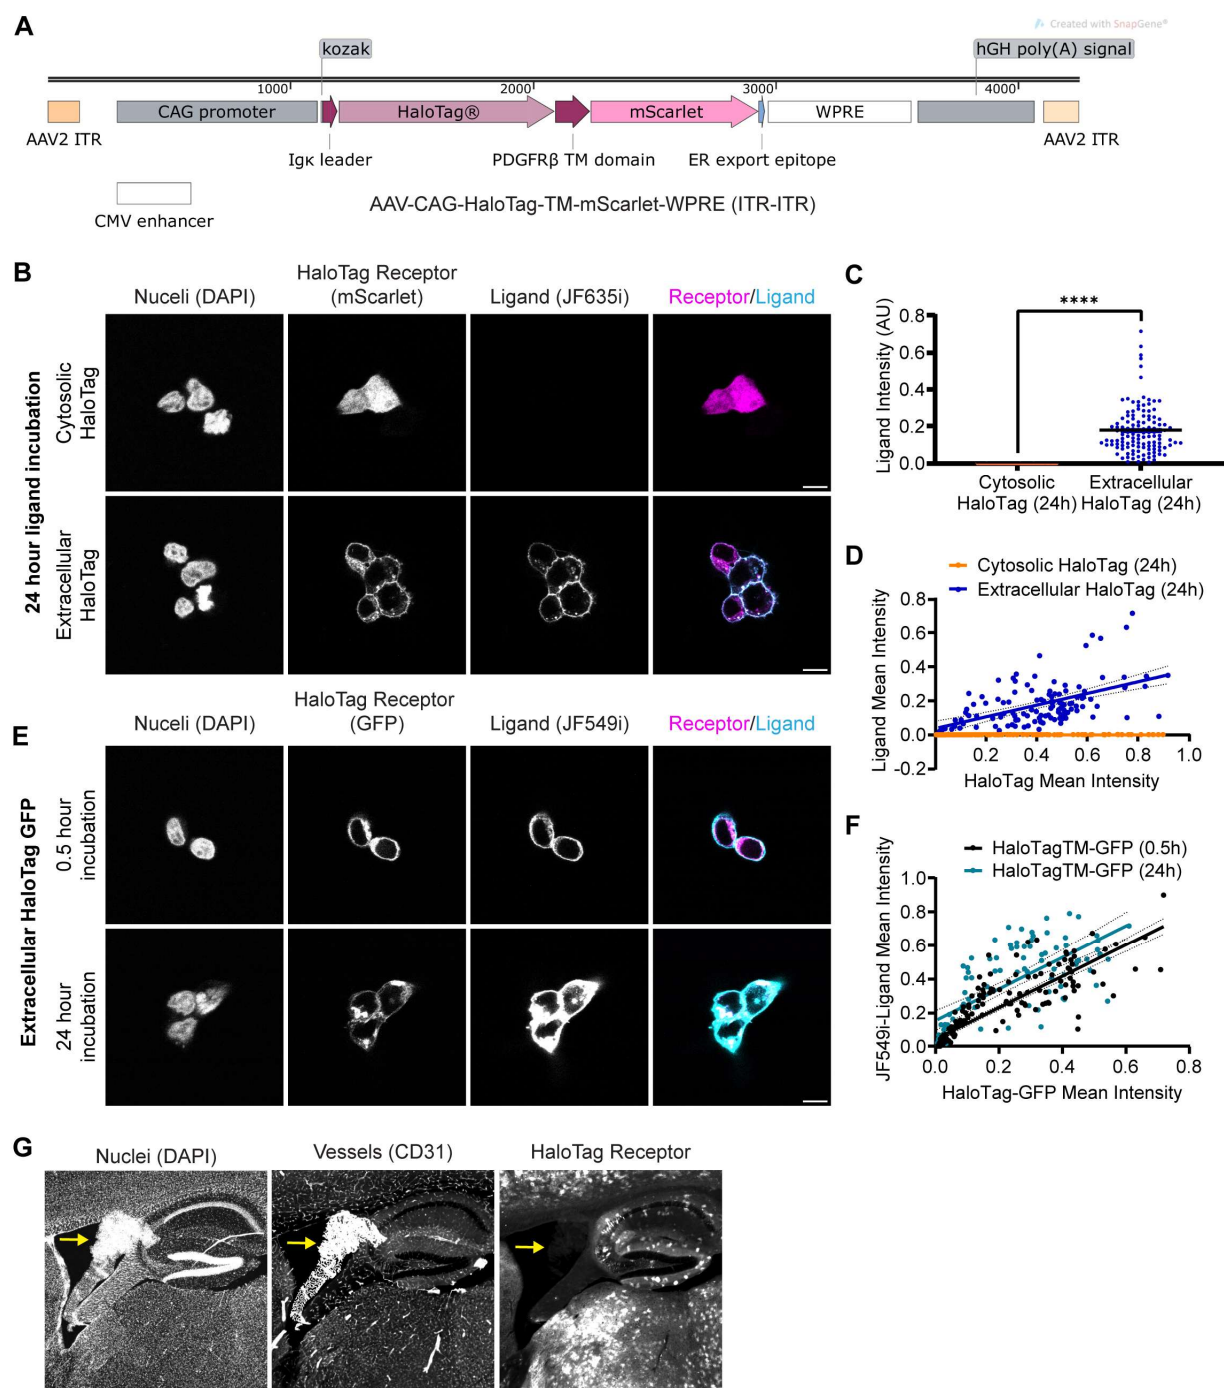 A
Created with SnapGene®
kozak
hGH poly(A) signal
1000
2000
3000
4000
CAG promoter
HaloTag®
mScarlet
WPRE
AAV2 ITR
Igκ leader
PDGFRβ TM domain
ER export epitope
AAV2 ITR
CMV enhancer
AAV-CAG-HaloTag-TM-mScarlet-WPRE (ITR-ITR)
B
Nuceli (DAPI)
HaloTag Receptor
(mScarlet)
Ligand (JF635i)
Receptor/Ligand
24 hour ligand incubation
Cytosolic
HaloTag
Extracellular
HaloTag
C
Ligand Intensity (AU)
****
0.8
0.6
0.4
0.2
0.0
Cytosolic
HaloTag (24h)
Extracellular
HaloTag (24h)
D
Cytosolic HaloTag (24h)
Extracellular HaloTag (24h)
Ligand Mean Intensity
0.8
0.6
0.4
0.2
0.0
-0.2
0.2
0.4
0.6
0.8
1.0
HaloTag Mean Intensity
E
Nuceli (DAPI)
HaloTag Receptor
(GFP)
Ligand (JF549i)
Receptor/Ligand
Extracellular HaloTag GFP
0.5 hour
incubation
24 hour
incubation
F
HaloTagTM-GFP (0.5h)
HaloTagTM-GFP (24h)
JF549i-Ligand Mean Intensity
1.0
0.8
0.6
0.4
0.2
0.0
0.0
0.2
0.4
0.6
0.8
HaloTag-GFP Mean Intensity
G
Nuclei (DAPI)
Vessels (CD31)
HaloTag Receptor